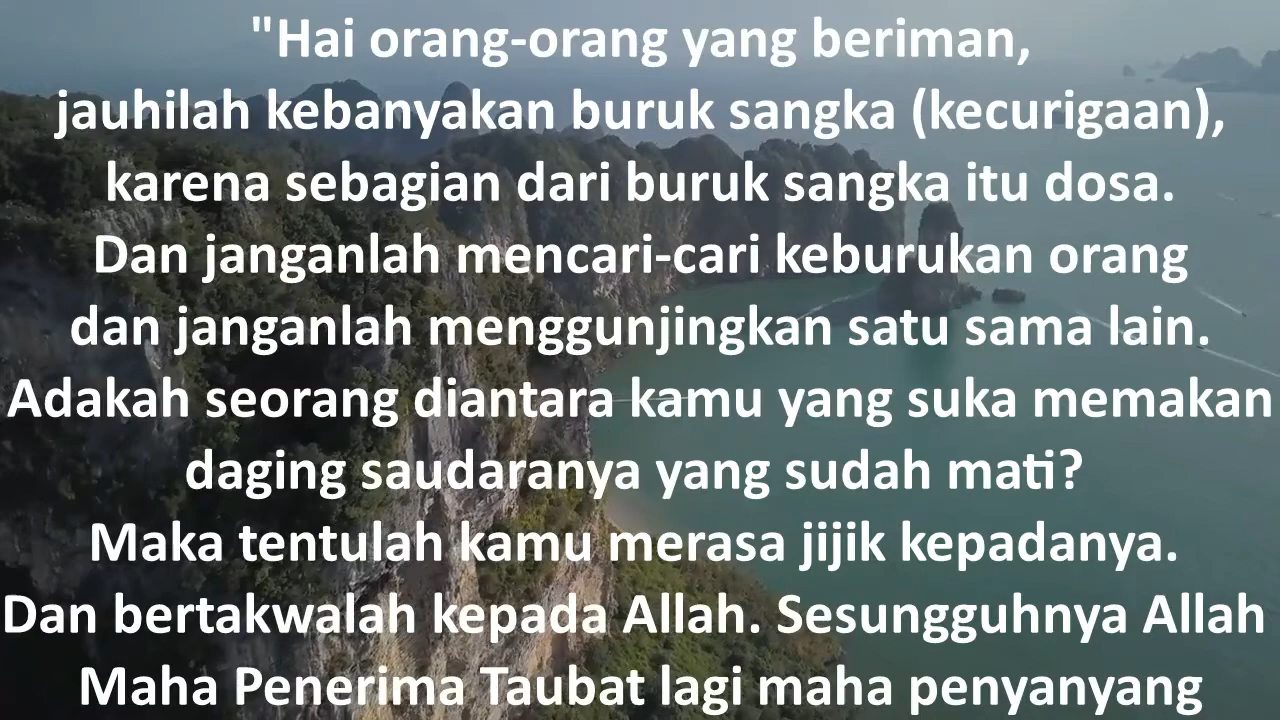 "Hai orang-orang yang beriman,
jauhilah kebanyakan buruk sangka (kecurigaan),
karena sebagian dari buruk sangka itu dosa.
Dan janganlah mencari-cari keburukan orang
dan janganlah menggunjingkan satu sama lain.
Adakah seorang diantara kamu yang suka memakan
daging saudaranya yang sudah mati?
Maka tentulah kamu merasa jijik kepadanya.
Dan bertakwalah kepada Allah. Sesungguhnya Allah
Maha Penerima Taubat lagi maha penyanyang